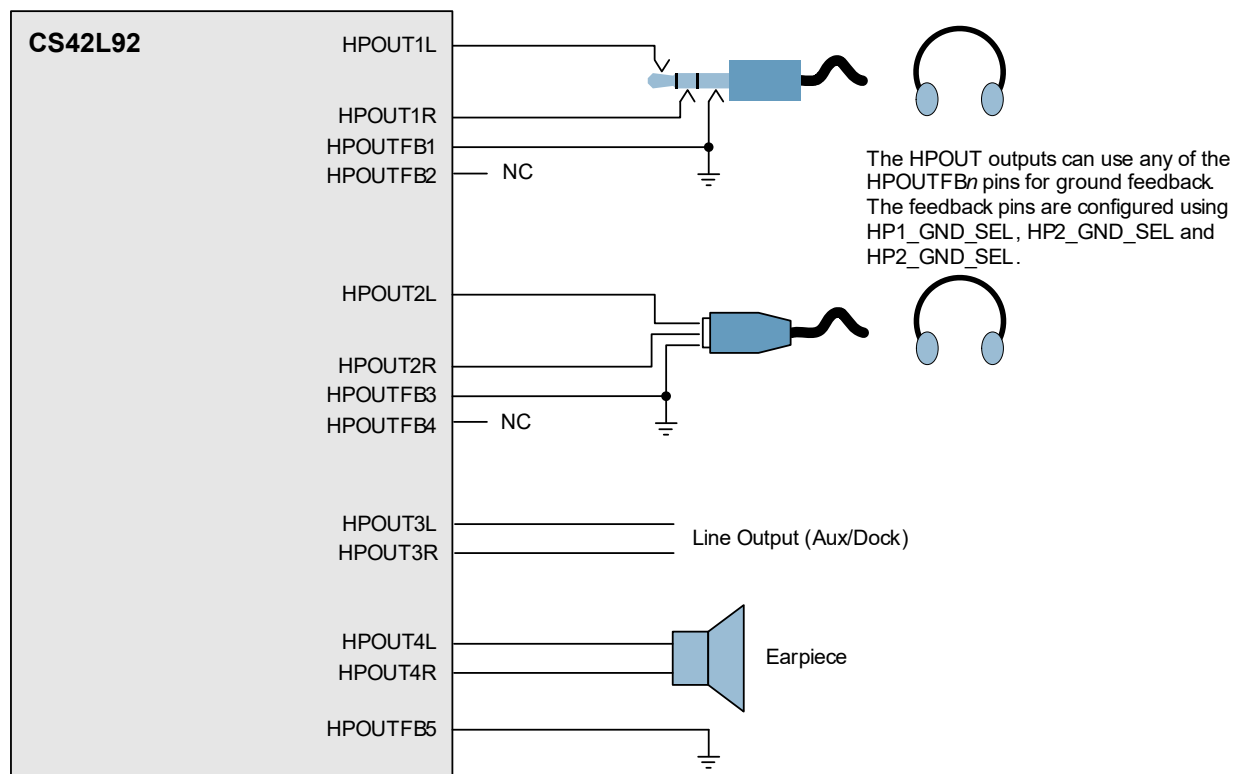 CS42L92
HPOUT1L
HPOUT1R
HPOUTFB1
HPOUTFB2
NC
The HPOUT outputs can use any of the
HPOUTFBn pins for ground feedback.
The feedback pins are configured using
HP1_GND_SEL, HP2_GND_SEL and
HP2_GND_SEL.
HPOUT2L
HPOUT2R
HPOUTFB3
HPOUTFB4
NC
HPOUT3L
HPOUT3R
Line Output (Aux/Dock)
HPOUT4L
HPOUT4R
Earpiece
HPOUTFB5